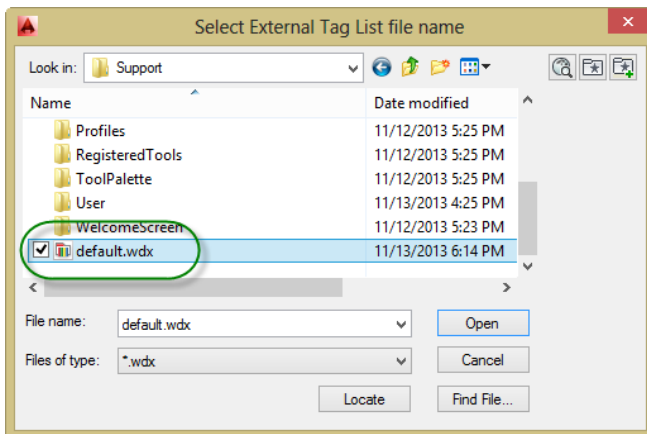 Select External Tag List file name
Look in: Support
Name Date modified
Profiles 11/12/2013 5:25 PM
RegisteredTools 11/12/2013 5:25 PM
ToolPalette 11/12/2013 5:25 PM
User 11/13/2013 4:25 PM
WelcomeScreen 11/12/2013 5:23 PM
default.wdx 11/13/2013 6:14 PM
File name: default.wdx Open
Files of type: *.wdx Cancel
Locate Find File...